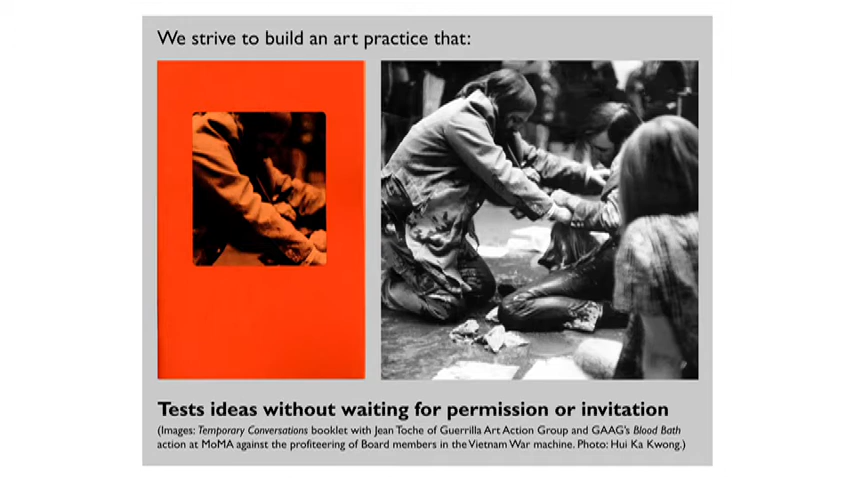 We strive to build an art practice that:
Tests ideas without waiting for permission or invitation
(Images: Temporary Conversations booklet with Jean Toche of Guerrilla Art Action Group and GAAG's Blood Bath
action at MoMA against the profiteering of Board members in the Vietnam War machine. Photo: Hui Ka Kwong.)